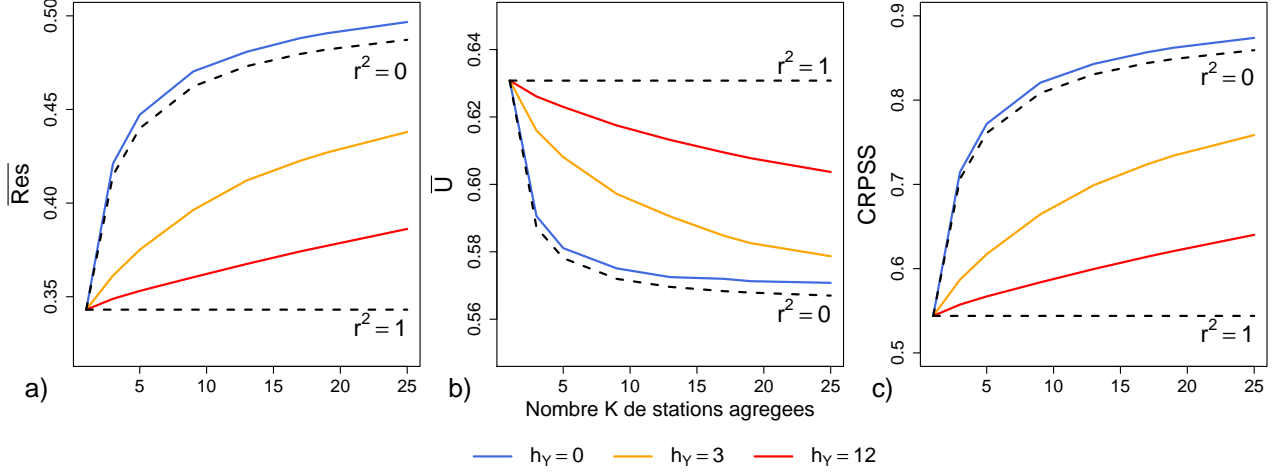 0.35 0.40 0.45 0.50
Res
r² = 0
r² = 1
5 10 15 20 25
a)
0.56 0.58 0.60 0.62 0.64
U
r² = 1
r² = 0
5 10 15 20 25
b)
Nombre K de stations agregees
0.5 0.6 0.7 0.8 0.9
CRPSS
r² = 0
r² = 1
5 10 15 20 25
c)
hY = 0 hY = 3 hY = 12